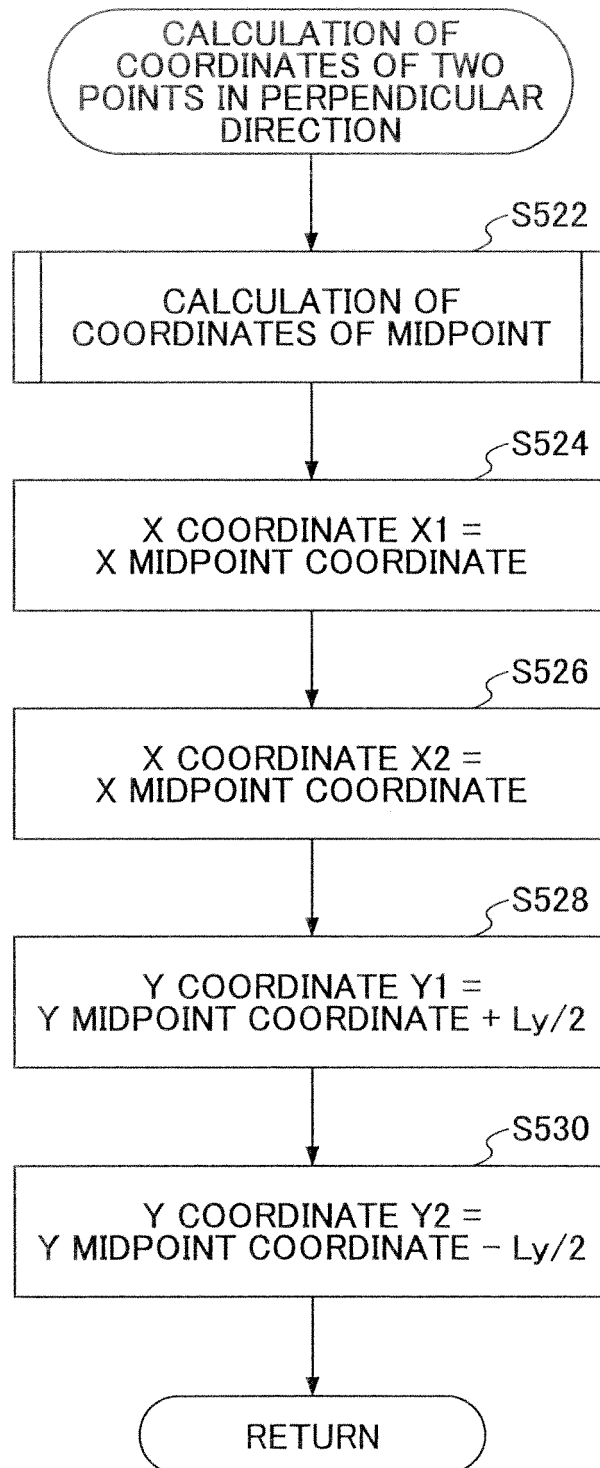 CALCULATION OF
COORDINATES OF TWO
POINTS IN PERPENDICULAR
DIRECTION
S522
CALCULATION OF
COORDINATES OF MIDPOINT
S524
X COORDINATE X1 =
X MIDPOINT COORDINATE
S526
X COORDINATE X2 =
X MIDPOINT COORDINATE
S528
Y COORDINATE Y1 =
Y MIDPOINT COORDINATE + Ly/2
S530
Y COORDINATE Y2 =
Y MIDPOINT COORDINATE − Ly/2
RETURN